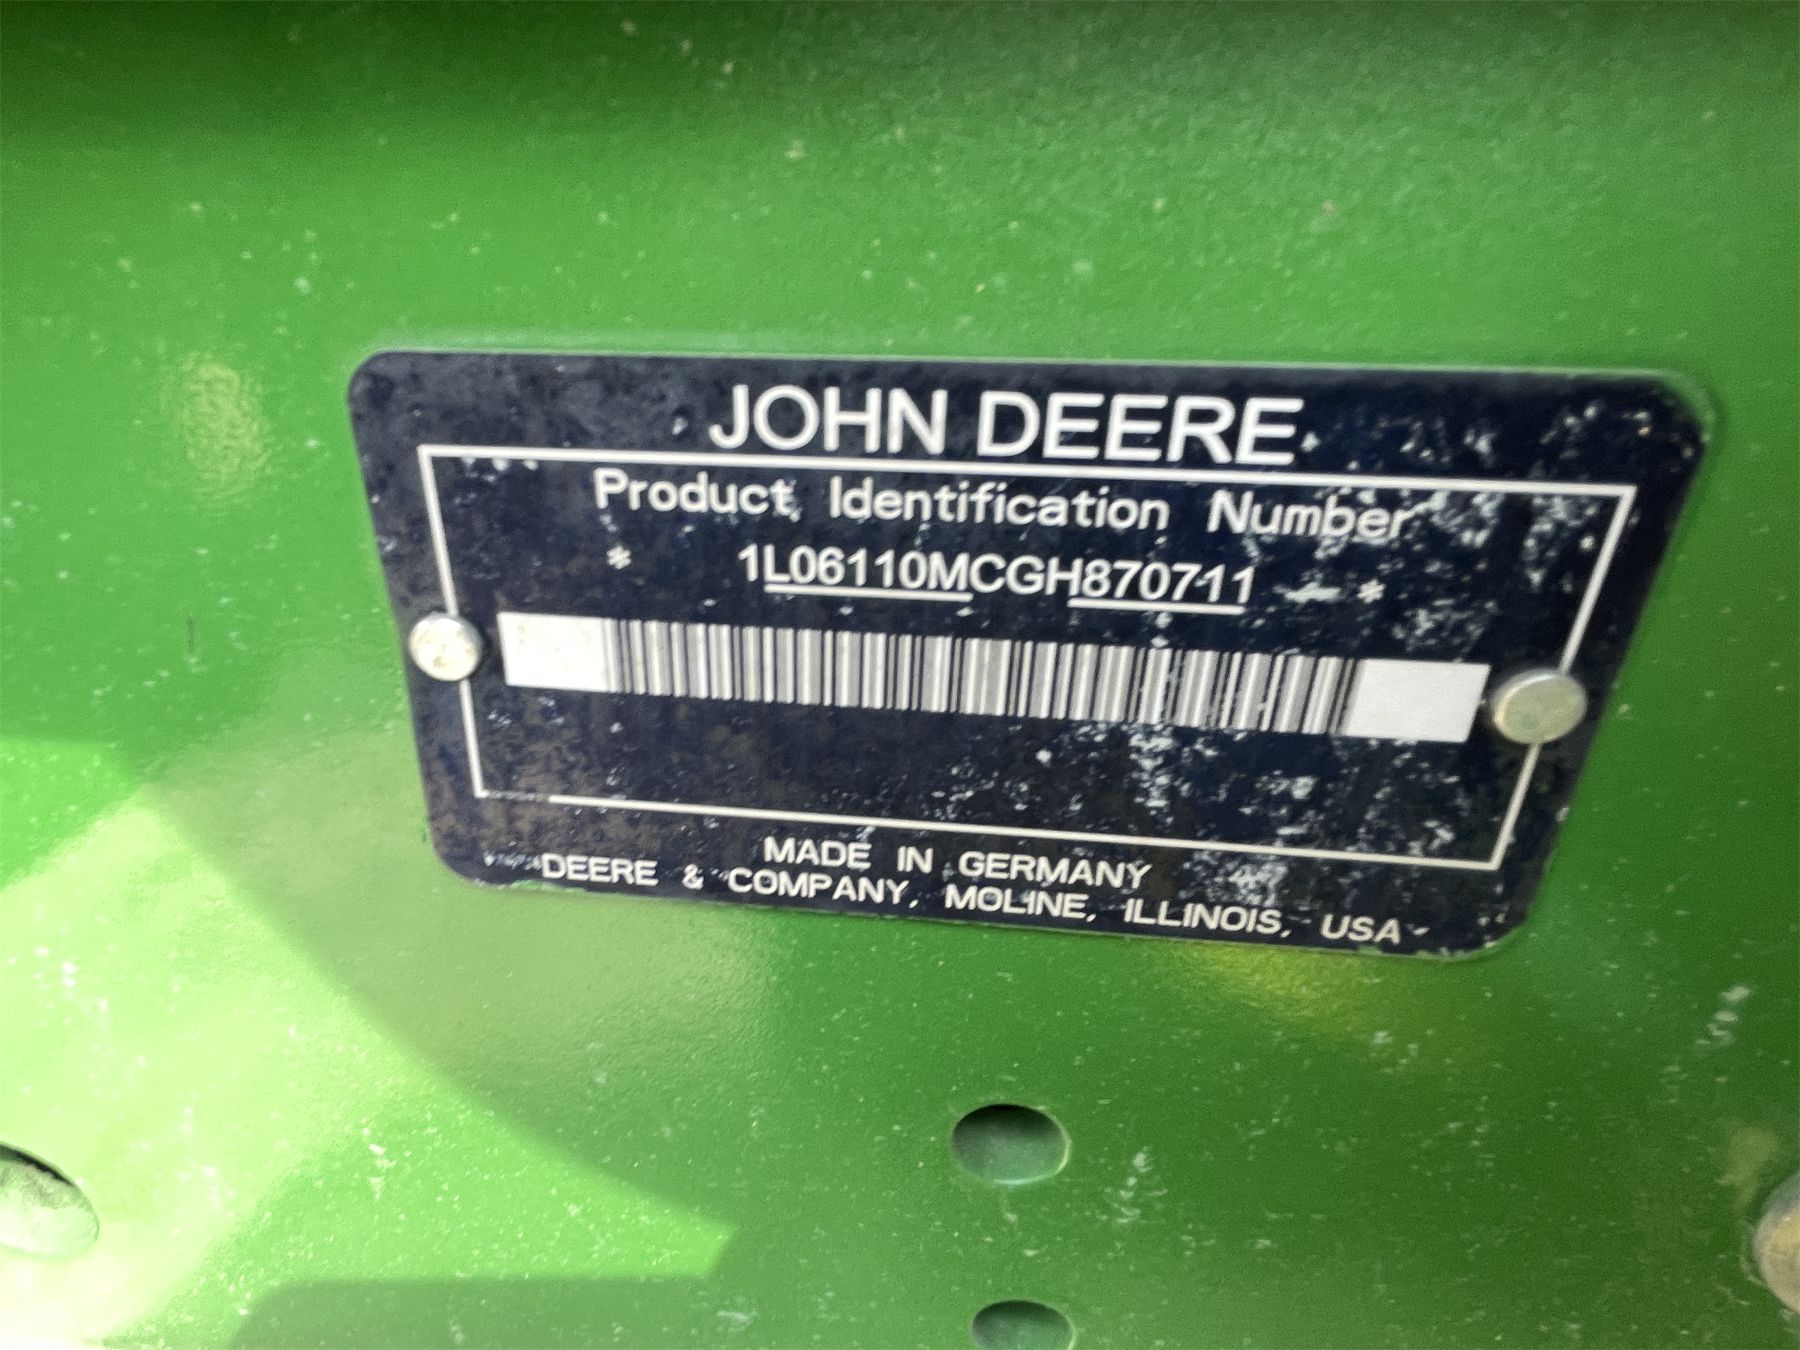 JOHN DEERE
Product Identification Number
* 1L06110MCGH870711 *
MADE IN GERMANY
DEERE & COMPANY, MOLINE, ILLINOIS, USA